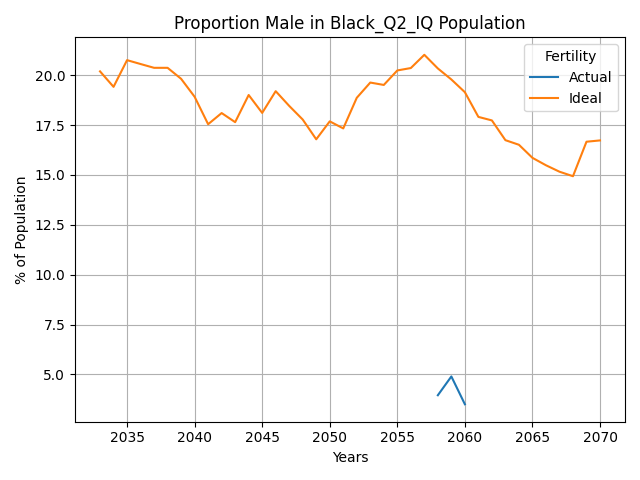 Proportion Male in Black_Q2_IQ Population
Fertility
Actual
Ideal
% of Population
20.0
17.5
15.0
12.5
10.0
7.5
5.0
2035 2040 2045 2050 2055 2060 2065 2070
Years